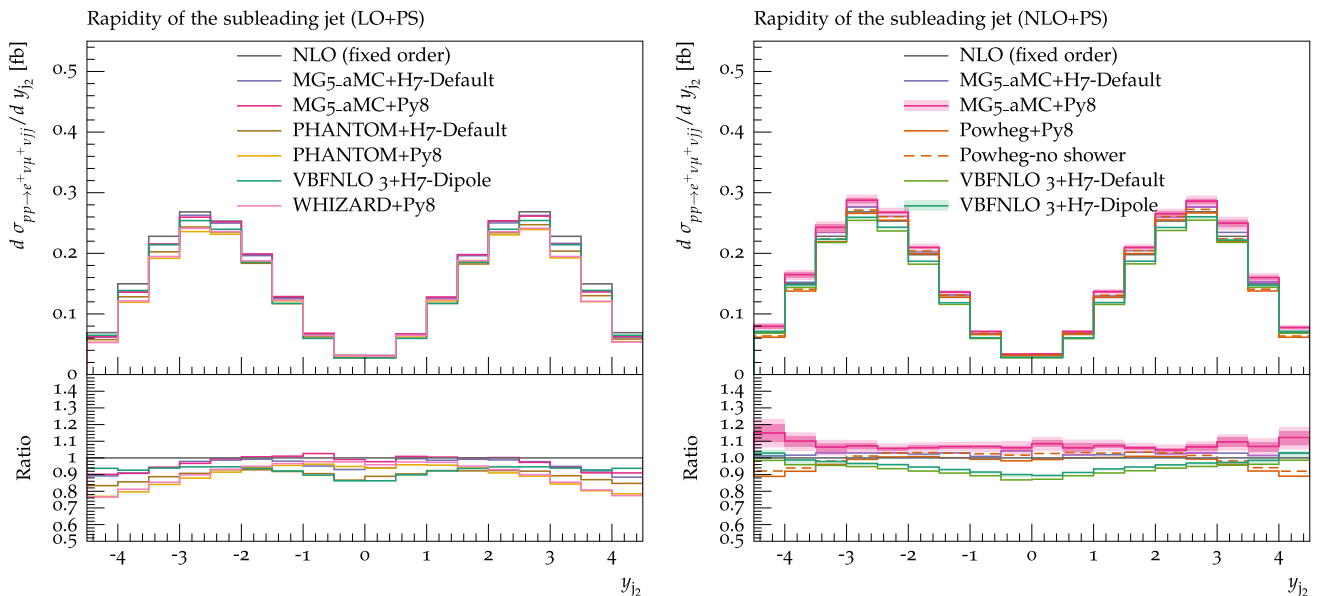 Rapidity of the subleading jet (LO+PS)
d σ_{pp→e⁺νμ⁺νjj}/d y_{j₂} [fb]
NLO (fixed order)
MG5_aMC+H7-Default
MG5_aMC+Py8
PHANTOM+H7-Default
PHANTOM+Py8
VBFNLO 3+H7-Dipole
WHIZARD+Py8
0.5
0.4
0.3
0.2
0.1
0
Ratio
1.4
1.3
1.2
1.1
1.0
0.9
0.8
0.7
0.6
0.5
-4 -3 -2 -1 0 1 2 3 4
y_{j₂}
Rapidity of the subleading jet (NLO+PS)
d σ_{pp→e⁺νμ⁺νjj}/d y_{j₂} [fb]
NLO (fixed order)
MG5_aMC+H7-Default
MG5_aMC+Py8
Powheg+Py8
Powheg-no shower
VBFNLO 3+H7-Default
VBFNLO 3+H7-Dipole
0.5
0.4
0.3
0.2
0.1
0
Ratio
1.4
1.3
1.2
1.1
1.0
0.9
0.8
0.7
0.6
0.5
-4 -3 -2 -1 0 1 2 3 4
y_{j₂}